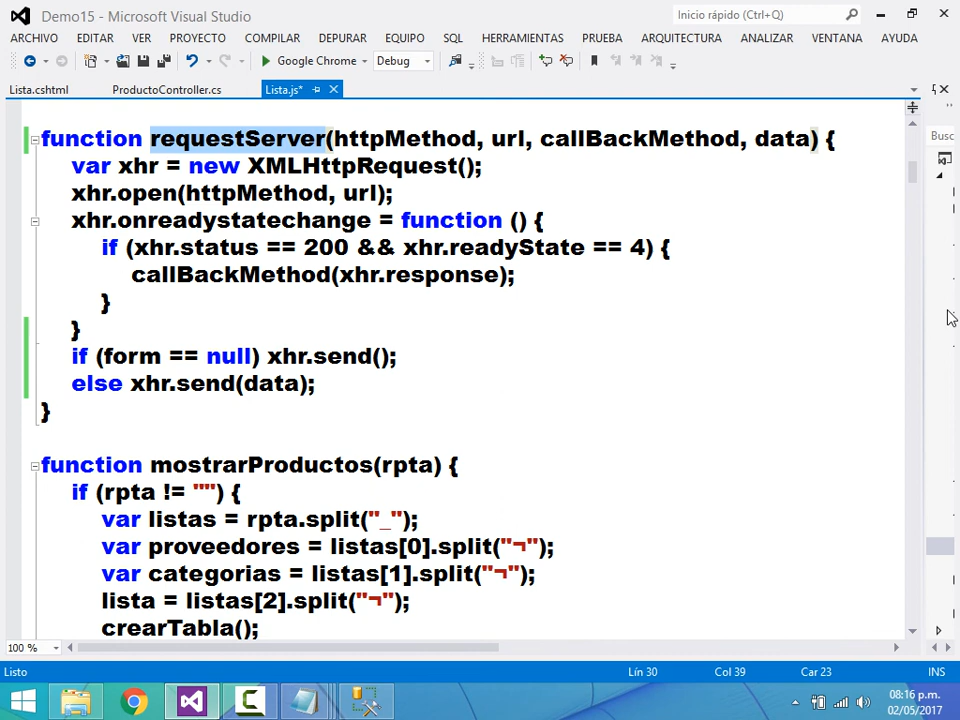 Demo15 - Microsoft Visual Studio
Inicio rápido (Ctrl+Q)
ARCHIVO EDITAR VER PROYECTO COMPILAR DEPURAR EQUIPO SQL HERRAMIENTAS PRUEBA ARQUITECTURA ANALIZAR VENTANA AYUDA
Google Chrome Debug
Lista.cshtml ProductoController.cs Lista.js*
function requestServer(httpMethod, url, callBackMethod, data) {
var xhr = new XMLHttpRequest();
xhr.open(httpMethod, url);
xhr.onreadystatechange = function () {
if (xhr.status == 200 && xhr.readyState == 4) {
callBackMethod(xhr.response);
}
}
if (form == null) xhr.send();
else xhr.send(data);
}
function mostrarProductos(rpta) {
if (rpta != "") {
var listas = rpta.split("_");
var proveedores = listas[0].split("¬");
var categorias = listas[1].split("¬");
lista = listas[2].split("¬");
crearTabla();
Busc
100 %
Listo Lín 30 Col 39 Car 23 INS
08:16 p.m.
02/05/2017